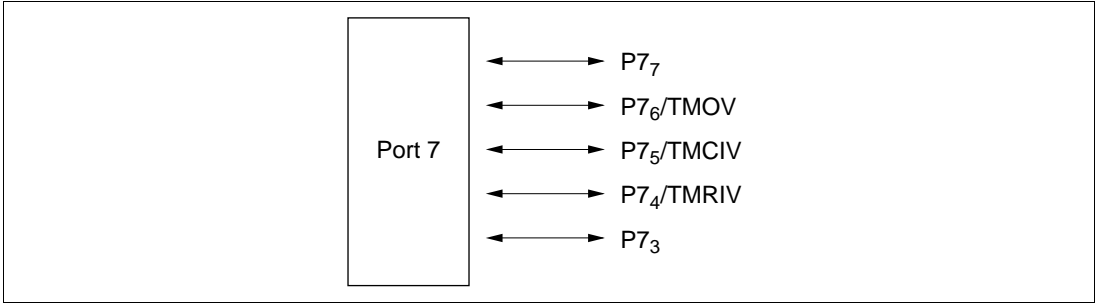 P7₇
P7₆/TMOV
Port 7
P7₅/TMCIV
P7₄/TMRIV
P7₃